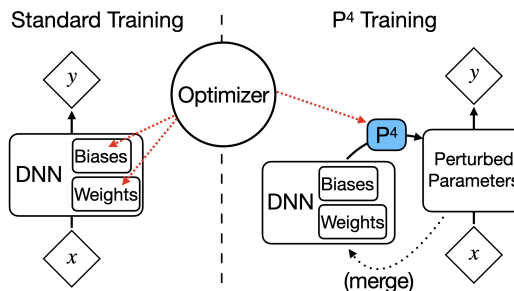 Standard Training
P⁴ Training
y
DNN
Biases
Weights
x
Optimizer
P⁴
y
DNN
Biases
Weights
Perturbed
Parameters
x
(merge)